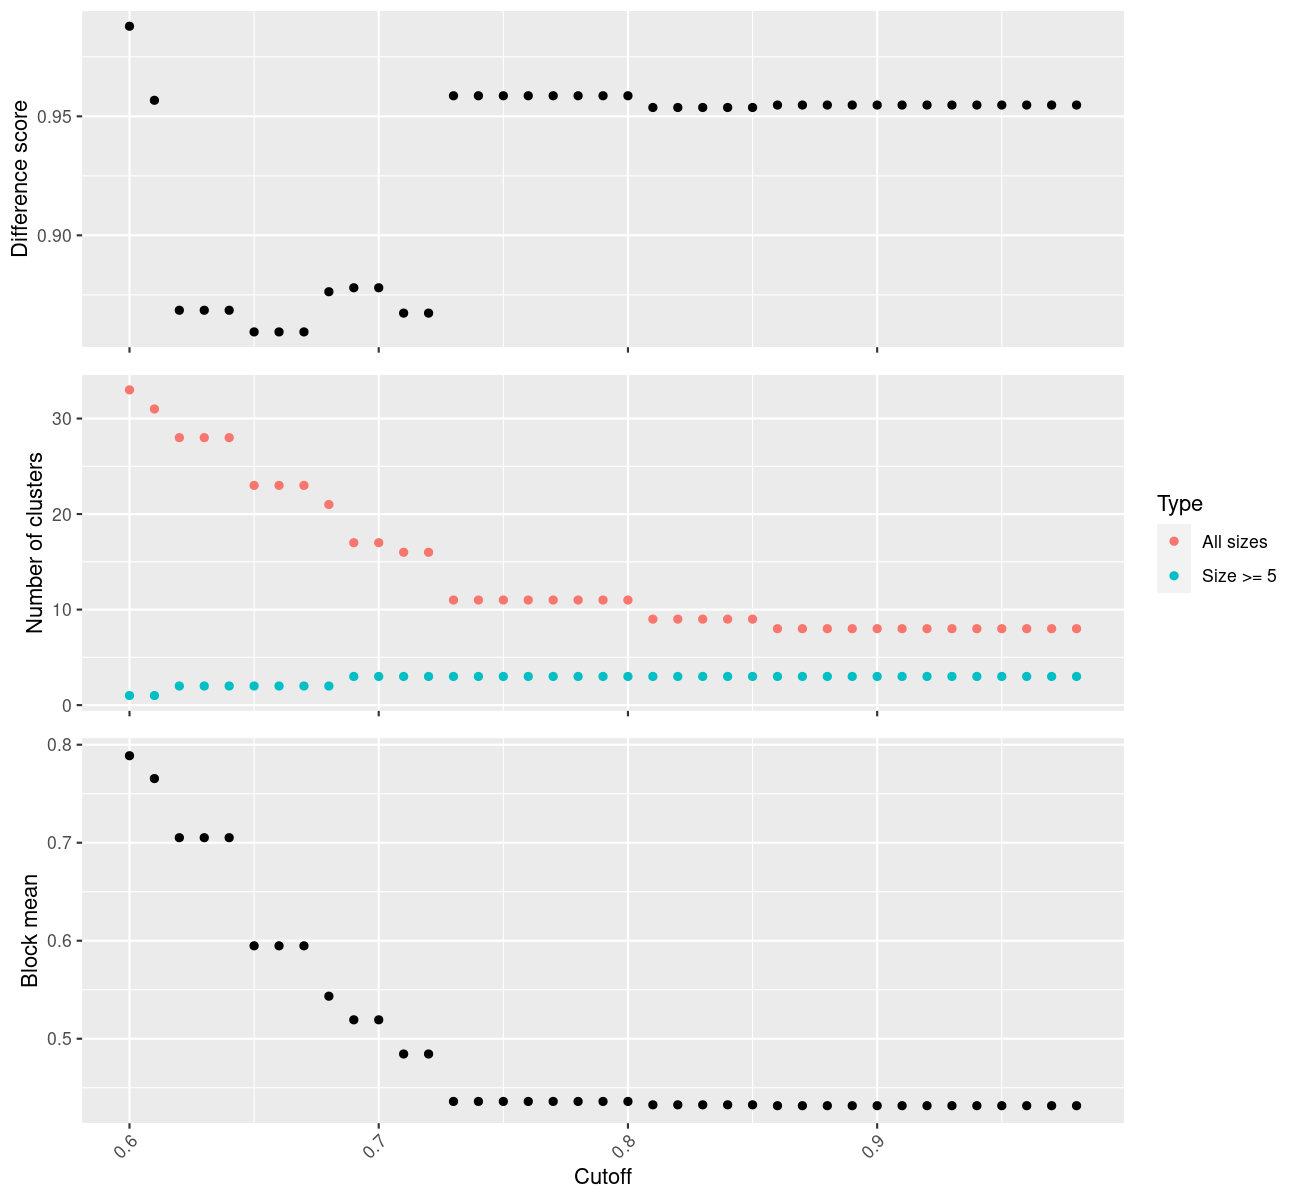 Difference score
0.95
0.90
Number of clusters
30
20
10
0
Type
All sizes
Size >= 5
Block mean
0.8
0.7
0.6
0.5
0.6
0.7
0.8
0.9
Cutoff